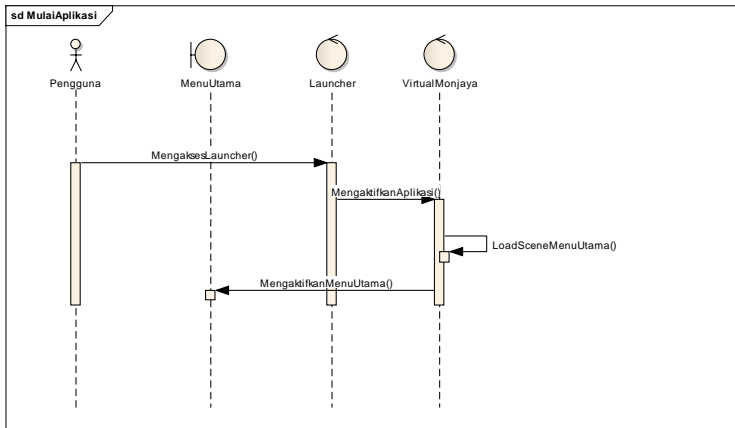 sd MulaiAplikasi
Pengguna
MenuUtama
Launcher
VirtualMonjaya
MengaksesLauncher()
MengaktifkanAplikasi()
LoadSceneMenuUtama()
MengaktifkanMenuUtama()